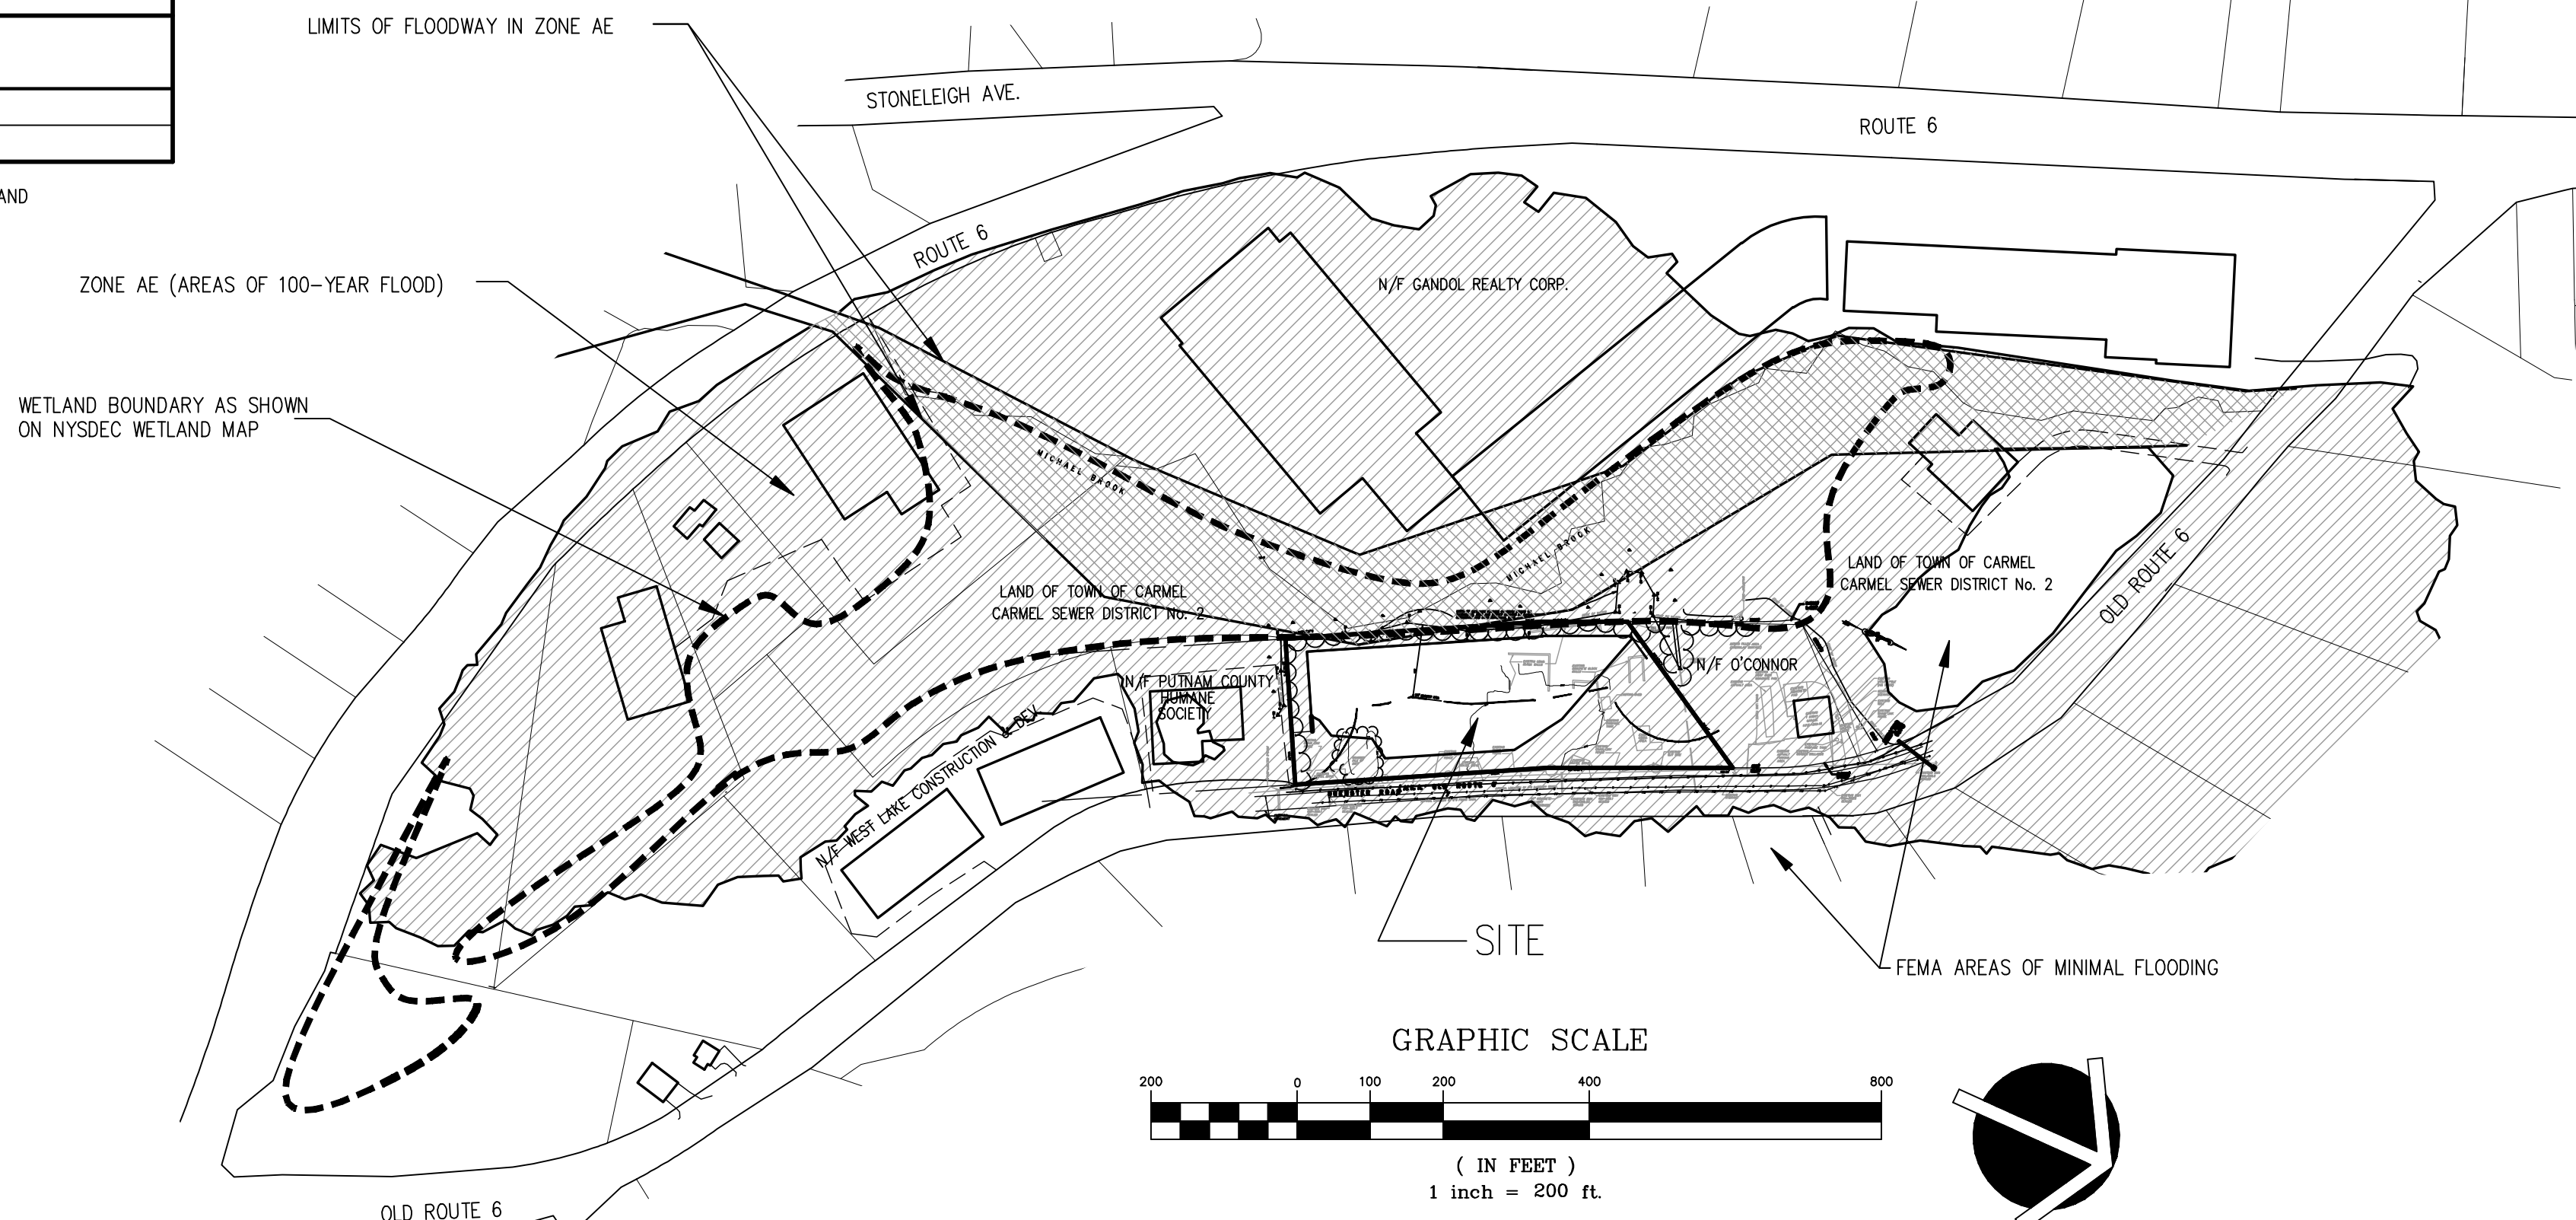 LIMITS OF FLOODWAY IN ZONE AE
STONELEIGH AVE.
ROUTE 6
AND
ROUTE 6
ZONE AE (AREAS OF 100-YEAR FLOOD)
N/F GANDOL REALTY CORP.
WETLAND BOUNDARY AS SHOWN
ON NYSDEC WETLAND MAP
MICHAEL BROOK
MICHAEL BROOK
LAND OF TOWN OF CARMEL
CARMEL SEWER DISTRICT No. 2
LAND OF TOWN OF CARMEL
CARMEL SEWER DISTRICT No. 2
OLD ROUTE 6
N/F O'CONNOR
N/F PUTNAM COUNTY
HUMANE
SOCIETY
N/F WEST LAKE CONSTRUCTION & DEV.
SITE
FEMA AREAS OF MINIMAL FLOODING
GRAPHIC SCALE
200 0 100 200 400 800
( IN FEET )
1 inch = 200 ft.
OLD ROUTE 6